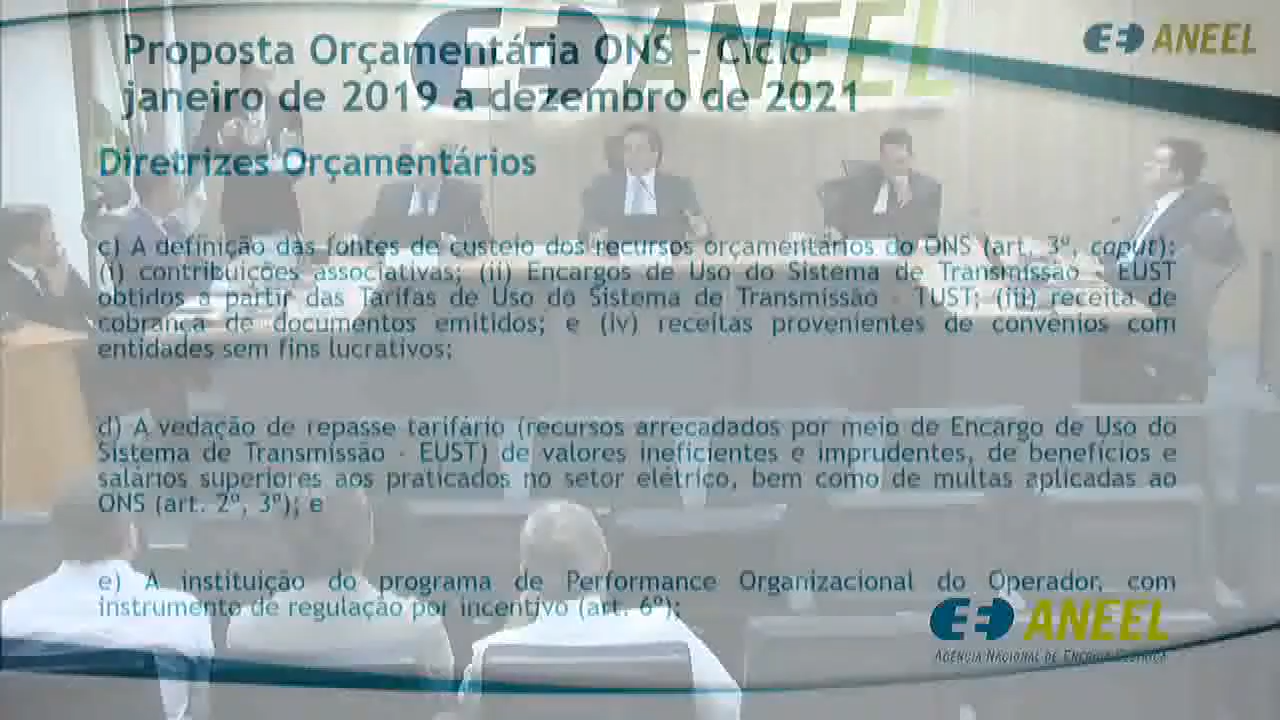 ANEEL
ANEEL
Proposta Orçamentária ONS - Ciclo
janeiro de 2019 a dezembro de 2021
Diretrizes Orçamentários
c) A definição das fontes de custeio dos recursos orçamentários do ONS (art. 3º, caput):
(i) contribuições associativas; (ii) Encargos de Uso do Sistema de Transmissão - EUST
obtidos a partir das Tarifas de Uso do Sistema de Transmissão - TUST; (iii) receita de
cobrança de documentos emitidos; e (iv) receitas provenientes de convênios com
entidades sem fins lucrativos;
d) A vedação de repasse tarifário (recursos arrecadados por meio de Encargo de Uso do
Sistema de Transmissão - EUST) de valores ineficientes e imprudentes, de benefícios e
salários superiores aos praticados no setor elétrico, bem como de multas aplicadas ao
ONS (art. 2º, 3º); e
e) A instituição do programa de Performance Organizacional do Operador, com
instrumento de regulação por incentivo (art. 6º);
ANEEL
AGÊNCIA NACIONAL DE ENERGIA ELÉTRICA